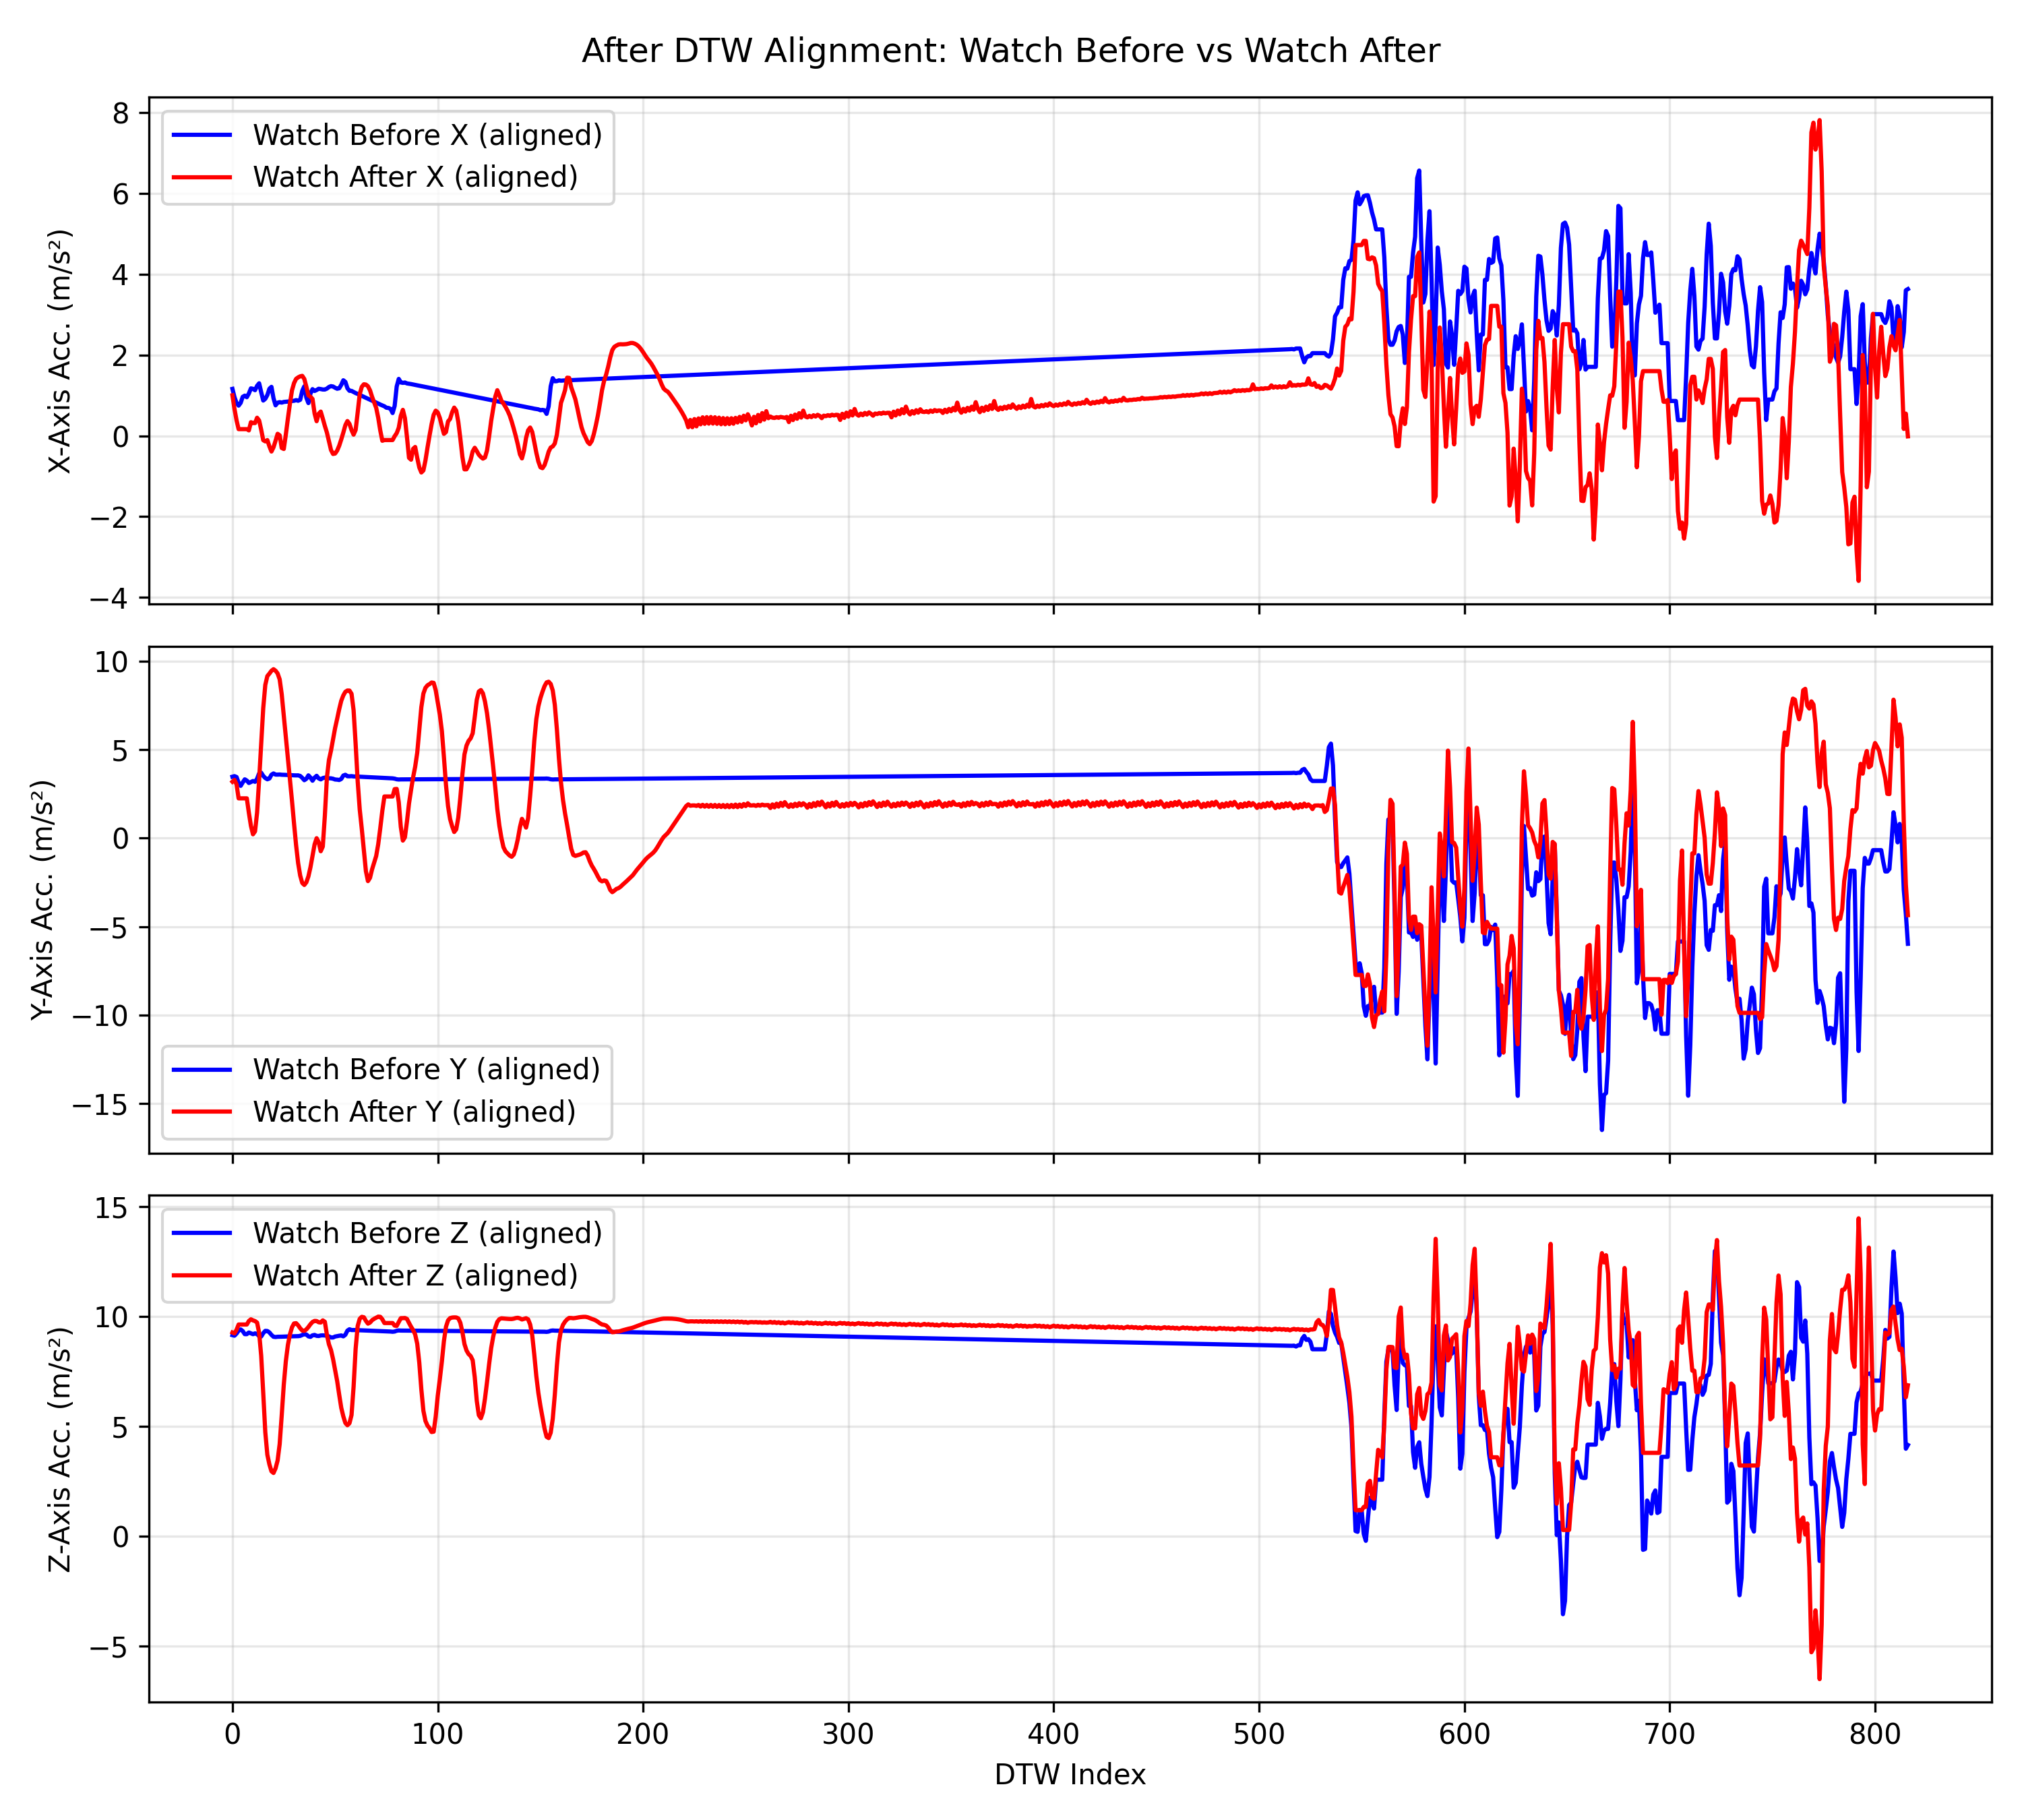 After DTW Alignment: Watch Before vs Watch After
8
6
4
2
0
−2
−4
X-Axis Acc. (m/s²)
Watch Before X (aligned)
Watch After X (aligned)
10
5
0
−5
−10
−15
Y-Axis Acc. (m/s²)
Watch Before Y (aligned)
Watch After Y (aligned)
15
10
5
0
−5
Z-Axis Acc. (m/s²)
Watch Before Z (aligned)
Watch After Z (aligned)
0 100 200 300 400 500 600 700 800
DTW Index